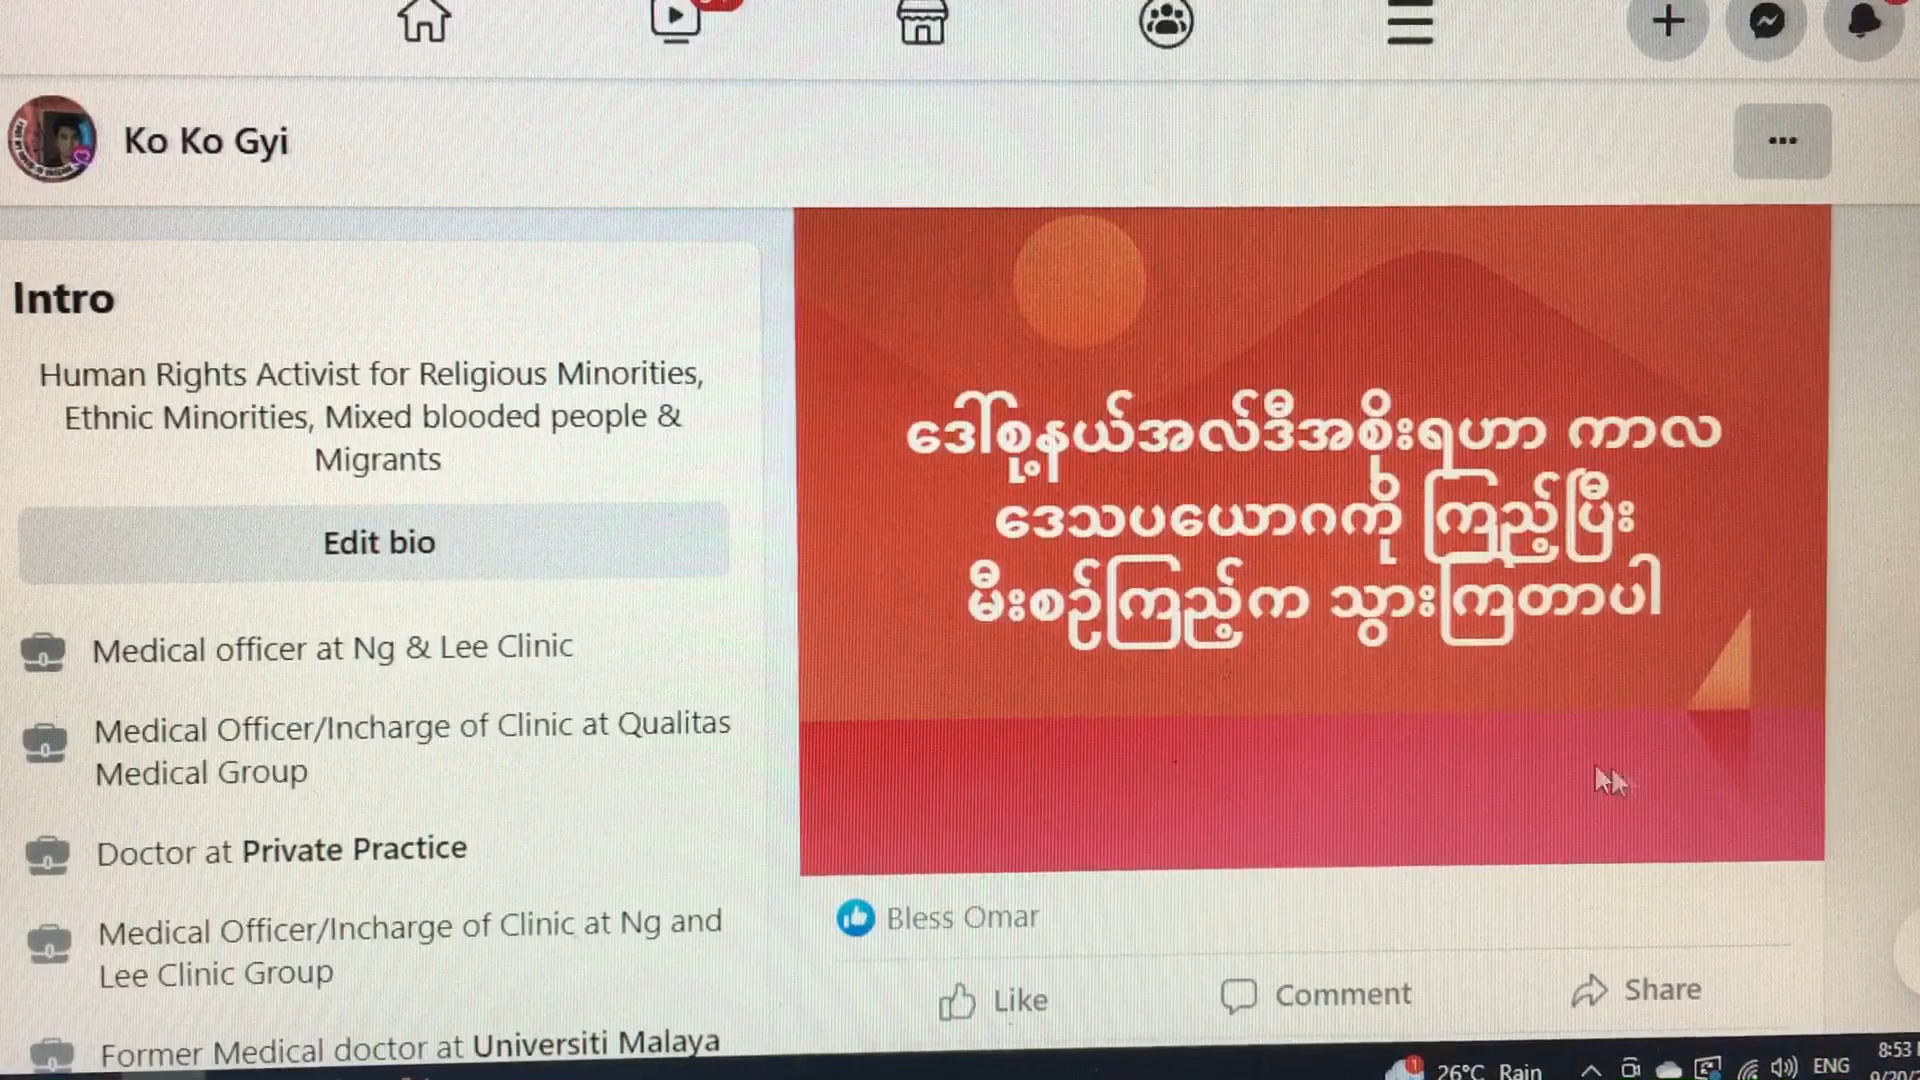 Ko Ko Gyi
Intro
Human Rights Activist for Religious Minorities,
Ethnic Minorities, Mixed blooded people &
Migrants
Edit bio
Medical officer at Ng & Lee Clinic
Medical Officer/Incharge of Clinic at Qualitas
Medical Group
Doctor at Private Practice
Medical Officer/Incharge of Clinic at Ng and
Lee Clinic Group
Former Medical doctor at Universiti Malaya
ဒေါ်စုနယ်အယ်လ်ဒီအစိုးရဟာ ကာလ
ဒေသပယောဂကို ကြည့်ပြီး
မီးစဉ်ကြည့်က သွားကြတာပါ
Bless Omar
Like
Comment
Share
26°C Rain
ENG
8:53